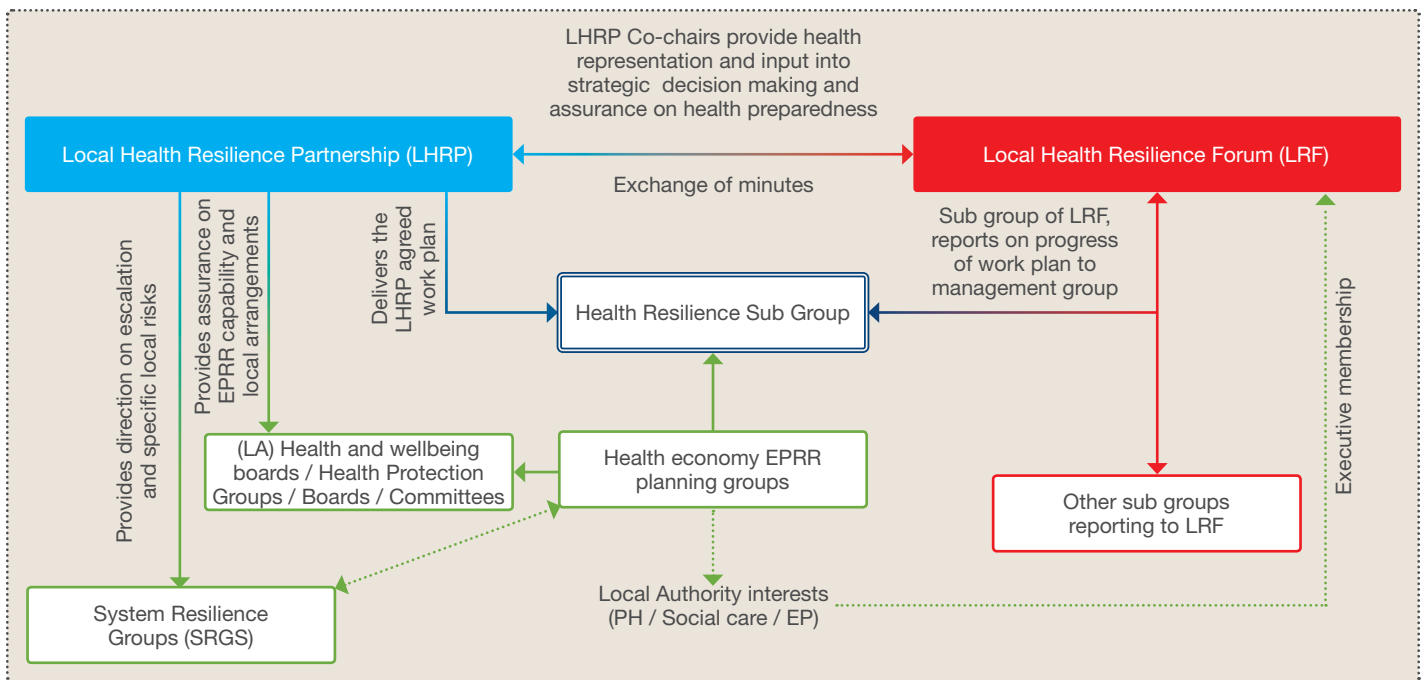 LHRP Co-chairs provide health
representation and input into
strategic decision making and
assurance on health preparedness
Local Health Resilience Partnership (LHRP)
Local Health Resilience Forum (LRF)
Exchange of minutes
Provides direction on escalation
and specific local risks
Provides assurance on
EPRR capability and
local arrangements
Delivers the
LHRP agreed
work plan
Sub group of LRF,
reports on progress
of work plan to
management group
Health Resilience Sub Group
Executive membership
(LA) Health and wellbeing
boards / Health Protection
Groups / Boards / Committees
Health economy EPRR
planning groups
Other sub groups
reporting to LRF
System Resilience
Groups (SRGS)
Local Authority interests
(PH / Social care / EP)